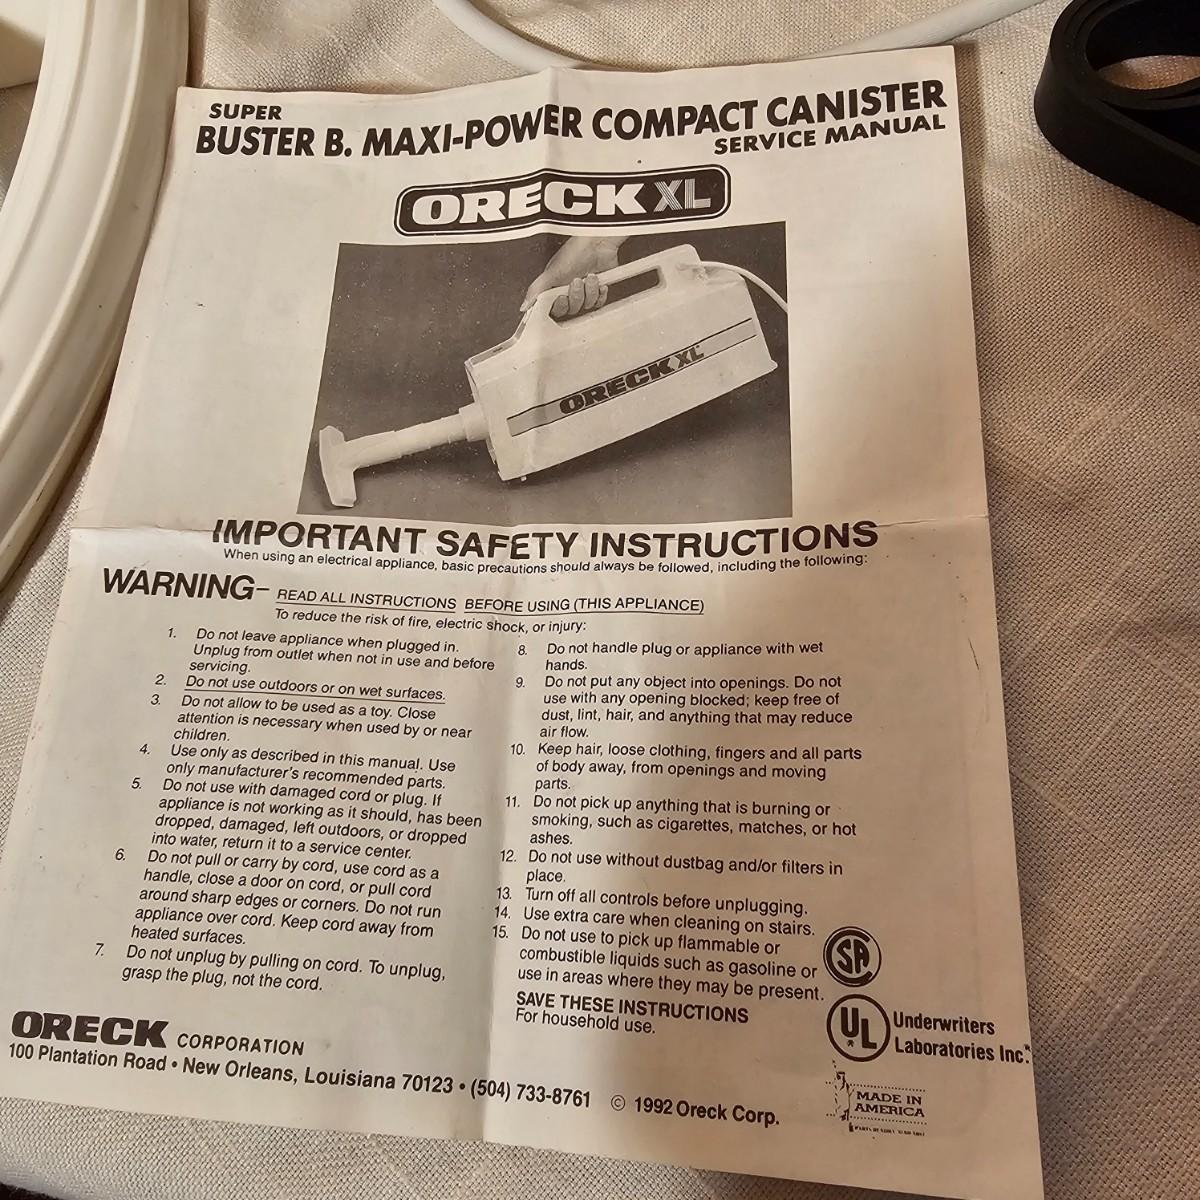 SUPER
BUSTER B. MAXI-POWER COMPACT CANISTER
SERVICE MANUAL
ORECK XL
ORECK XL
IMPORTANT SAFETY INSTRUCTIONS
When using an electrical appliance, basic precautions should always be followed, including the following:
WARNING– READ ALL INSTRUCTIONS BEFORE USING (THIS APPLIANCE)
To reduce the risk of fire, electric shock, or injury:
1. Do not leave appliance when plugged in.
Unplug from outlet when not in use and before
servicing.
2. Do not use outdoors or on wet surfaces.
3. Do not allow to be used as a toy. Close
attention is necessary when used by or near
children.
4. Use only as described in this manual. Use
only manufacturer's recommended parts.
5. Do not use with damaged cord or plug. If
appliance is not working as it should, has been
dropped, damaged, left outdoors, or dropped
into water, return it to a service center.
6. Do not pull or carry by cord, use cord as a
handle, close a door on cord, or pull cord
around sharp edges or corners. Do not run
appliance over cord. Keep cord away from
heated surfaces.
7. Do not unplug by pulling on cord. To unplug,
grasp the plug, not the cord.
8. Do not handle plug or appliance with wet
hands.
9. Do not put any object into openings. Do not
use with any opening blocked; keep free of
dust, lint, hair, and anything that may reduce
air flow.
10. Keep hair, loose clothing, fingers and all parts
of body away, from openings and moving
parts.
11. Do not pick up anything that is burning or
smoking, such as cigarettes, matches, or hot
ashes.
12. Do not use without dustbag and/or filters in
place.
13. Turn off all controls before unplugging.
14. Use extra care when cleaning on stairs.
15. Do not use to pick up flammable or
combustible liquids such as gasoline or
use in areas where they may be present.
SAVE THESE INSTRUCTIONS
For household use.
SA
UL
Underwriters
Laboratories Inc.
MADE IN
AMERICA
ORECK CORPORATION
100 Plantation Road • New Orleans, Louisiana 70123 • (504) 733-8761 © 1992 Oreck Corp.